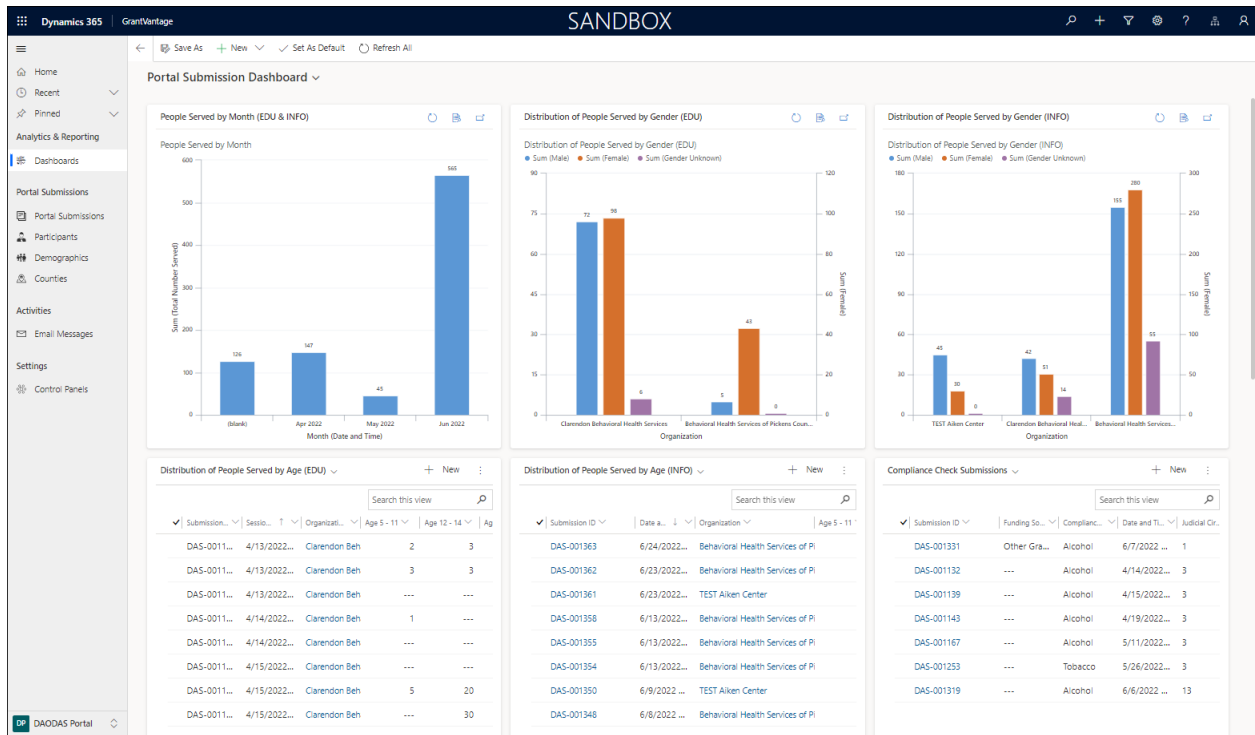 Dynamics 365 GrantVantage SANDBOX
Save As New Set As Default Refresh All
Home
Recent
Pinned
Analytics & Reporting
Dashboards
Portal Submissions
Portal Submissions
Participants
Demographics
Counties
Activities
Email Messages
Settings
Control Panels
DP DAODAS Portal
Portal Submission Dashboard
People Served by Month (EDU & INFO)
People Served by Month
600
500
400
300
200
100
0
Sum (Total Number Served)
126 147 45 565
(blank) Apr 2022 May 2022 Jun 2022
Month (Date and Time)
Distribution of People Served by Gender (EDU)
Distribution of People Served by Gender (EDU)
Sum (Male) Sum (Female) Sum (Gender Unknown)
90 120
75 100
60 80
45 60
30 40
15 20
0 0
Sum (Female)
72 98 6 5 43 0
Clarendon Behavioral Health Services Behavioral Health Services of Pickens Coun...
Organization
Distribution of People Served by Gender (INFO)
Distribution of People Served by Gender (INFO)
Sum (Male) Sum (Female) Sum (Gender Unknown)
180 300
150 250
120 200
90 150
60 100
30 50
0 0
Sum (Female)
30 0 42 51 14 155 280 55
TEST Aiken Center Clarendon Behavioral Heal... Behavioral Health Services...
Organization
Distribution of People Served by Age (EDU) New
Search this view
Submission... Sessio... Organizati... Age 5 - 11 Age 12 - 14 Ag
DAS-0011... 4/13/2022... Clarendon Beh 2 3
DAS-0011... 4/13/2022... Clarendon Beh 3 3
DAS-0011... 4/13/2022... Clarendon Beh --- ---
DAS-0011... 4/14/2022... Clarendon Beh 1 ---
DAS-0011... 4/14/2022... Clarendon Beh --- ---
DAS-0011... 4/15/2022... Clarendon Beh --- ---
DAS-0011... 4/15/2022... Clarendon Beh 5 20
DAS-0011... 4/15/2022... Clarendon Beh --- 30
Distribution of People Served by Age (INFO) New
Search this view
Submission ID Date a... Organization Age 5 - 11
DAS-001363 6/24/2022... Behavioral Health Services of Pi
DAS-001362 6/23/2022... Behavioral Health Services of Pi
DAS-001361 6/23/2022... TEST Aiken Center
DAS-001358 6/13/2022... Behavioral Health Services of Pi
DAS-001355 6/13/2022... Behavioral Health Services of Pi
DAS-001354 6/13/2022... Behavioral Health Services of Pi
DAS-001350 6/9/2022 ... TEST Aiken Center
DAS-001348 6/8/2022 ... Behavioral Health Services of Pi
Compliance Check Submissions New
Search this view
Submission ID Funding So... Complianc... Date and Ti... Judicial Cir..
DAS-001331 Other Gra... Alcohol 6/7/2022 ... 1
DAS-001132 --- Alcohol 4/14/2022... 3
DAS-001139 --- Alcohol 4/15/2022... 3
DAS-001143 --- Alcohol 4/19/2022... 3
DAS-001167 --- Alcohol 5/11/2022... 3
DAS-001253 --- Tobacco 5/26/2022... 3
DAS-001319 --- Alcohol 6/6/2022 ... 13